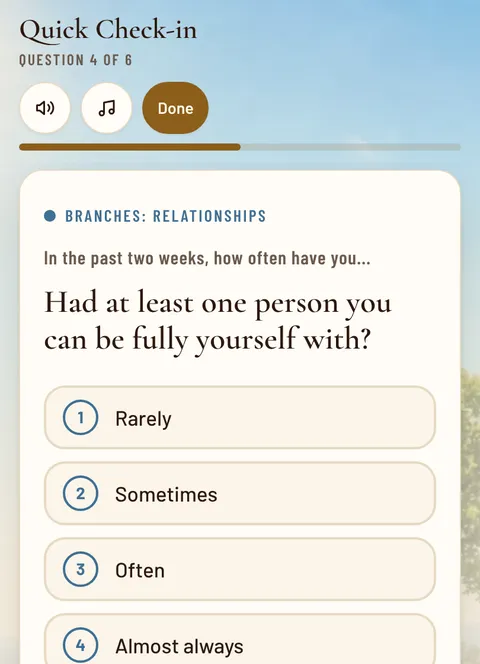 Quick Check-in
QUESTION 4 OF 6
Done
BRANCHES: RELATIONSHIPS
In the past two weeks, how often have you...
Had at least one person you
can be fully yourself with?
1 Rarely
2 Sometimes
3 Often
4 Almost always